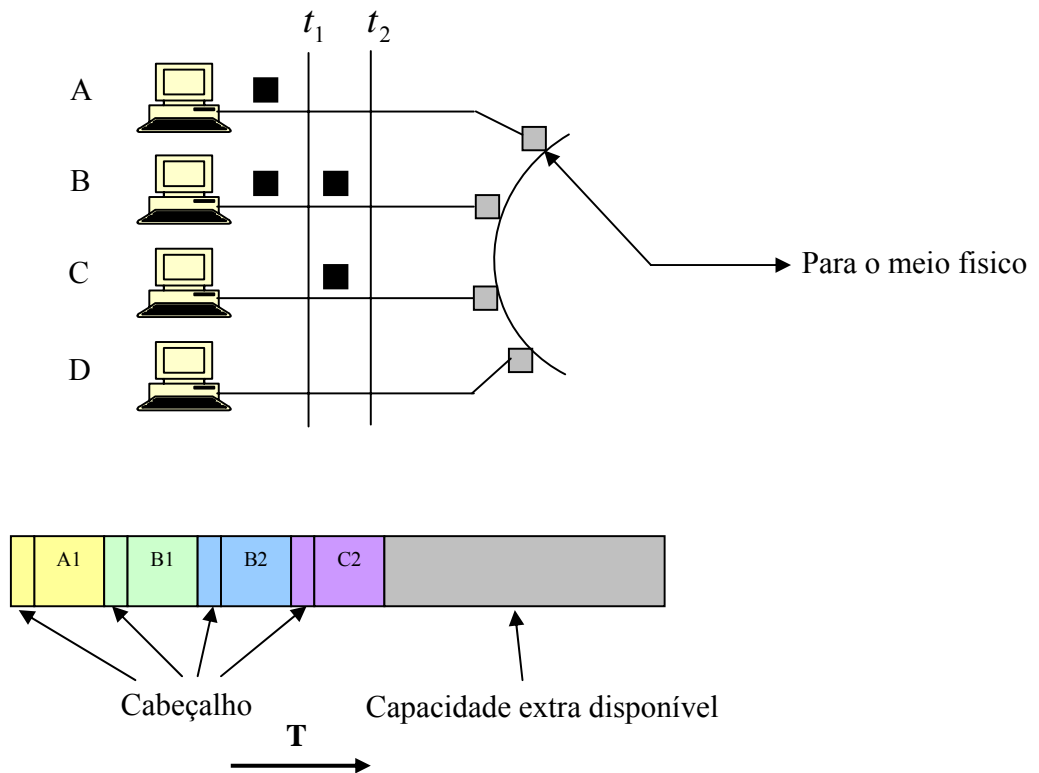 t1 t2
A
B
C
D
Para o meio fisico
A1 B1 B2 C2
Cabeçalho
Capacidade extra disponível
T